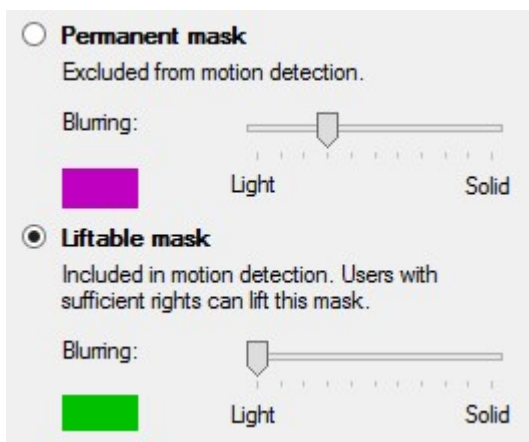 Permanent mask
Excluded from motion detection.
Blurring:
Light Solid
Liftable mask
Included in motion detection. Users with
sufficient rights can lift this mask.
Blurring:
Light Solid